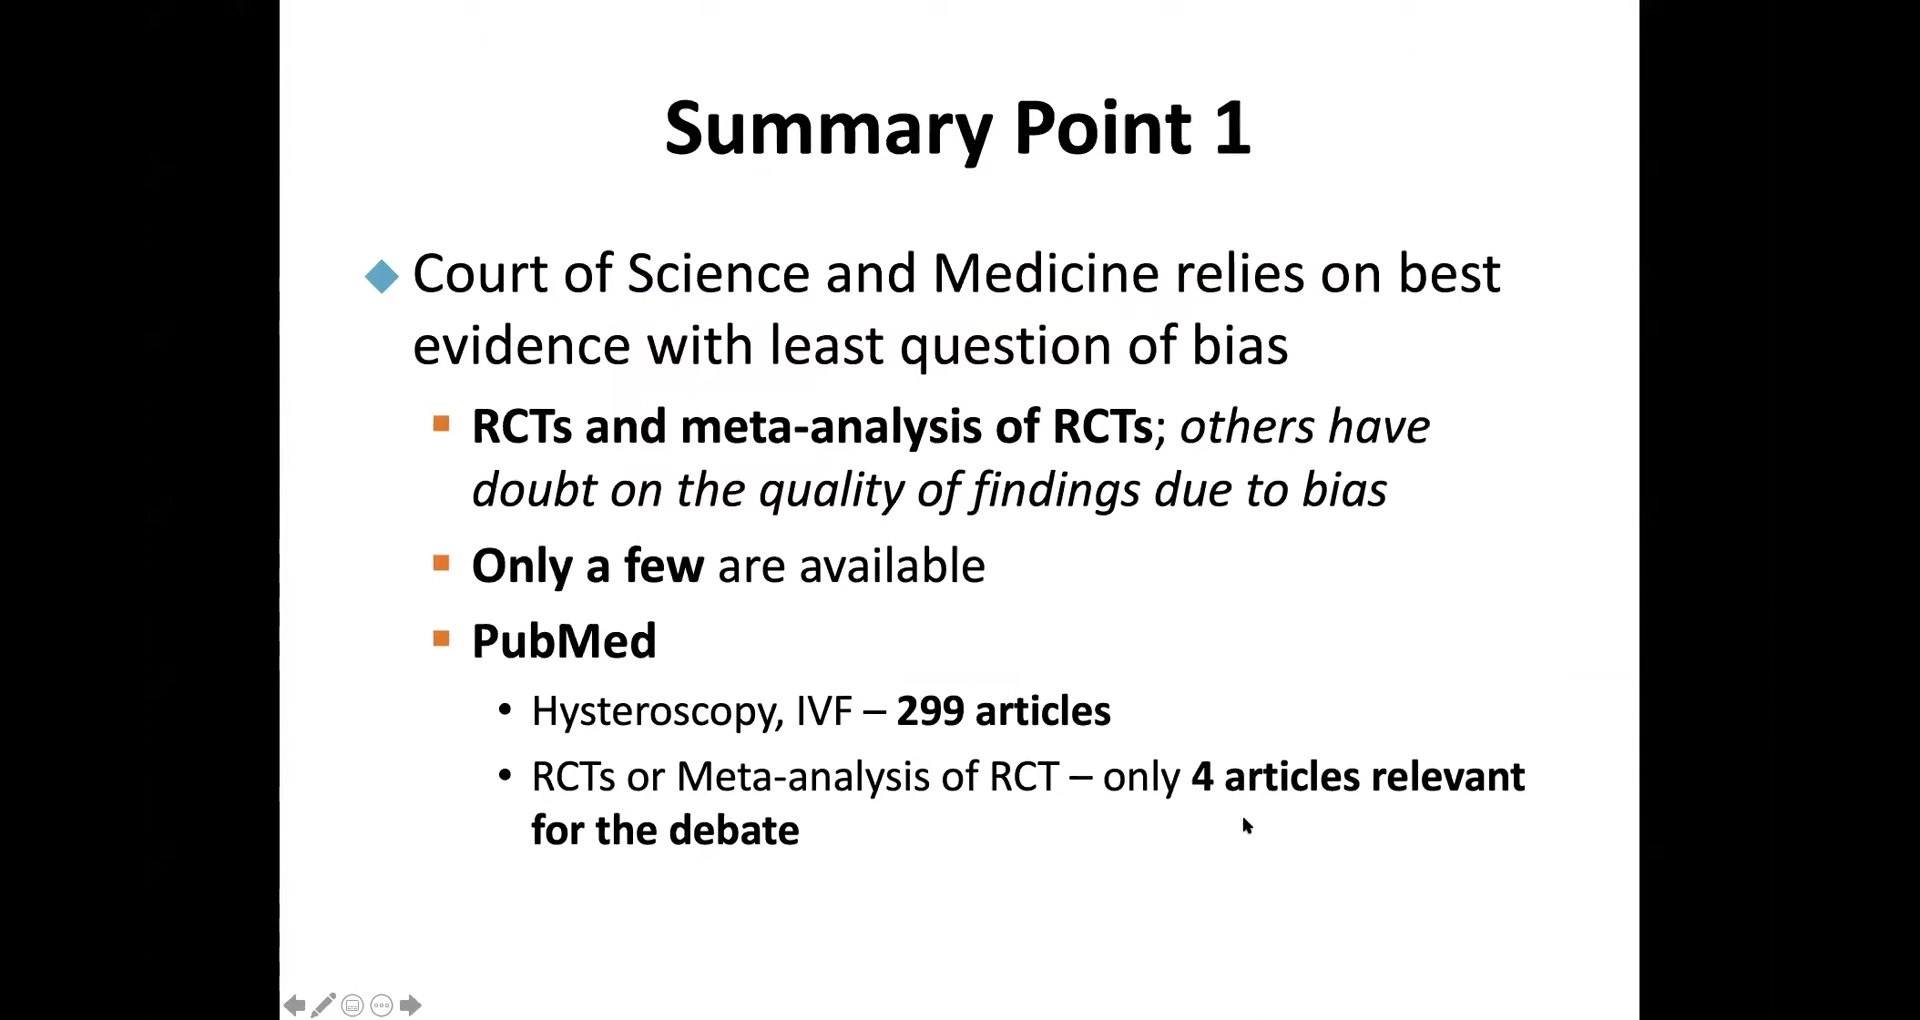 Summary Point 1
Court of Science and Medicine relies on best
evidence with least question of bias
RCTs and meta-analysis of RCTs; others have
doubt on the quality of findings due to bias
Only a few are available
PubMed
Hysteroscopy, IVF – 299 articles
RCTs or Meta-analysis of RCT – only 4 articles relevant
for the debate